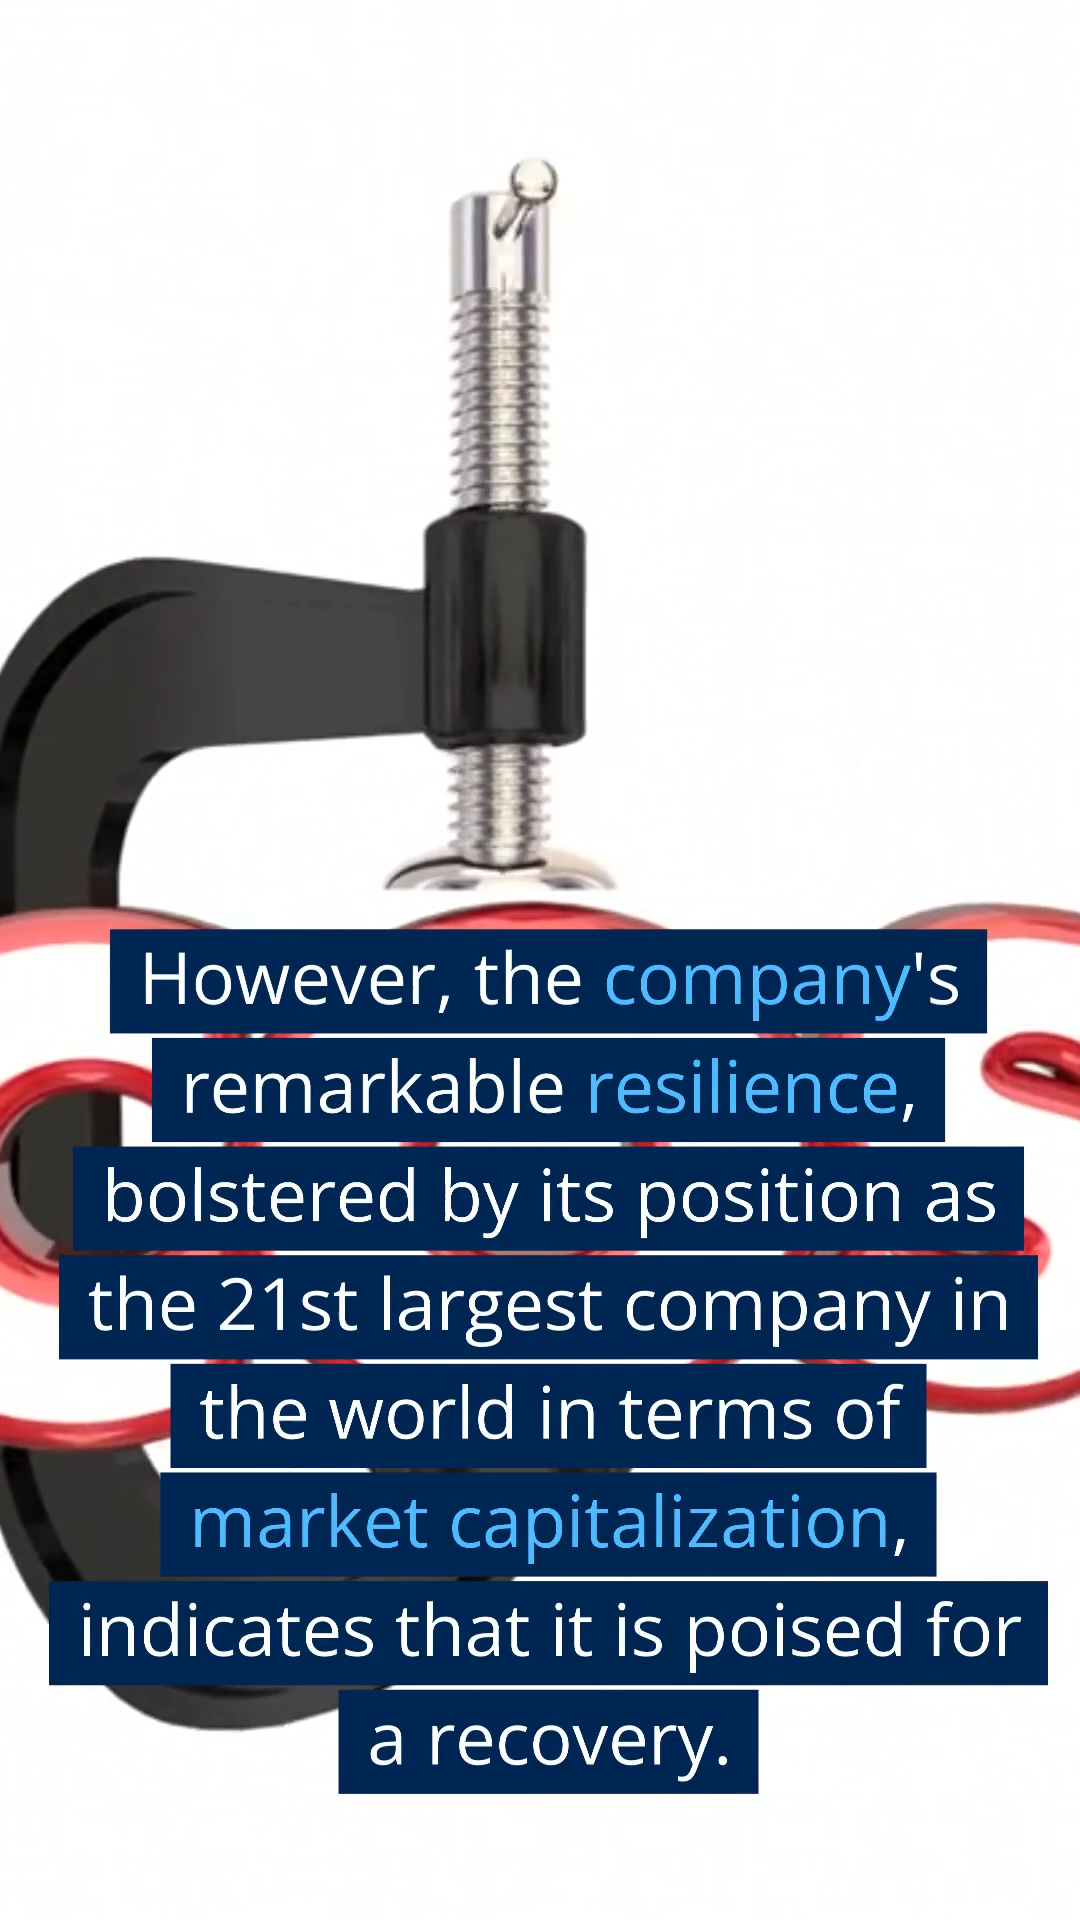 However, the company's
remarkable resilience,
bolstered by its position as
the 21st largest company in
the world in terms of
market capitalization,
indicates that it is poised for
a recovery.